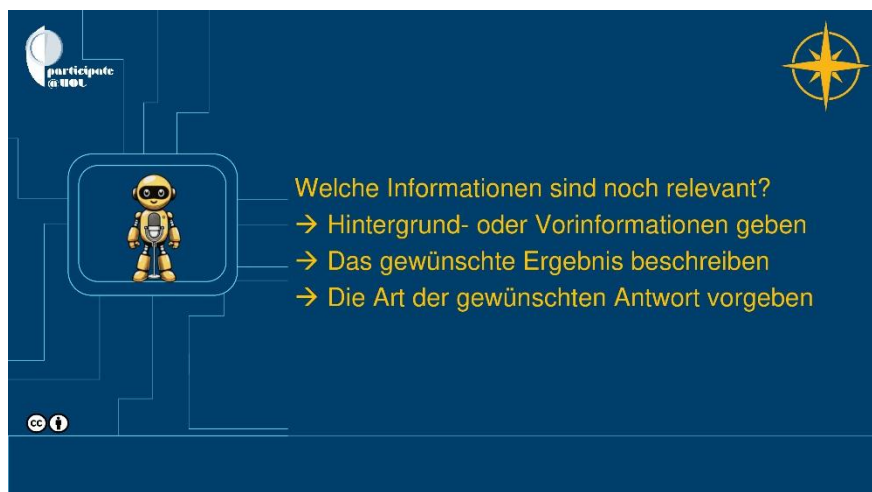 participate
@UOL
Welche Informationen sind noch relevant?
→ Hintergrund- oder Vorinformationen geben
→ Das gewünschte Ergebnis beschreiben
→ Die Art der gewünschten Antwort vorgeben
cc